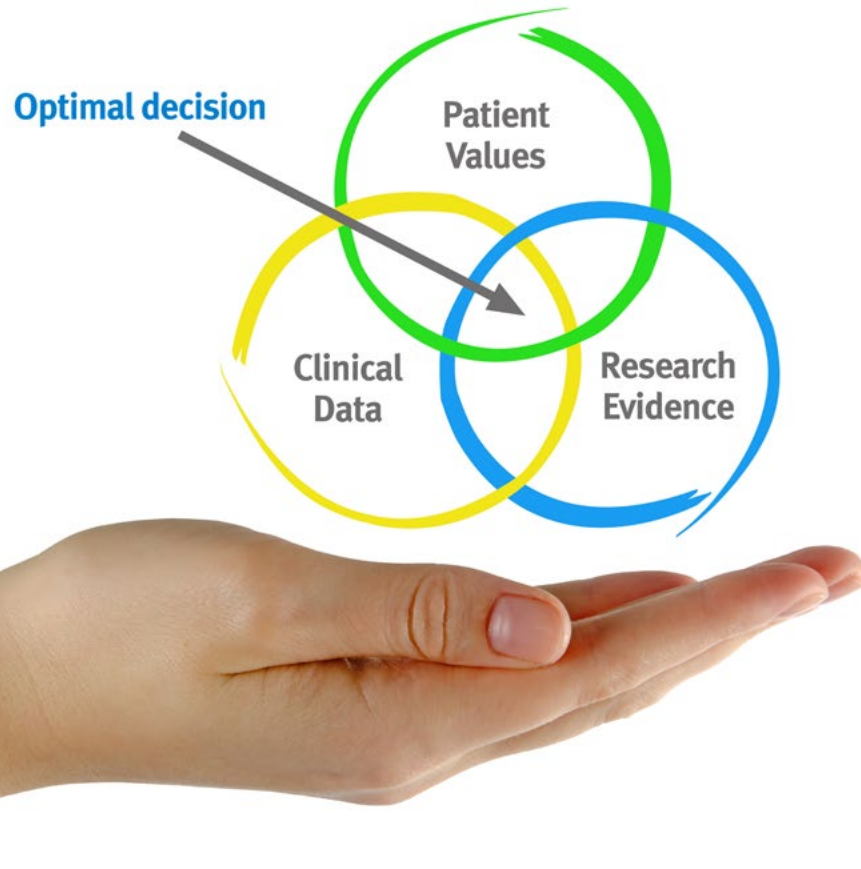 Optimal decision
Patient
Values
Clinical
Data
Research
Evidence